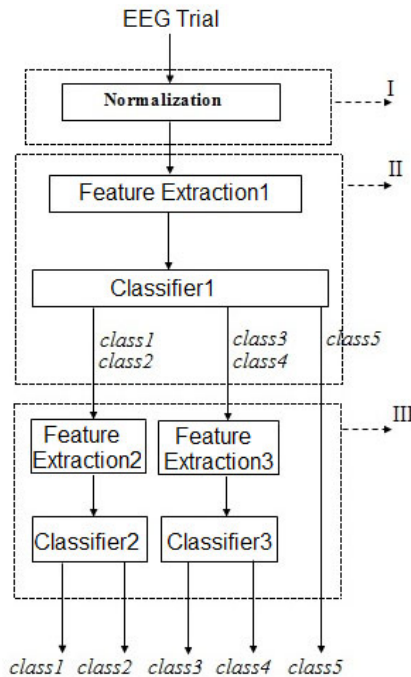 EEG Trial
Normalization
I
II
Feature Extraction1
Classifier1
class1
class2
class3
class4
class5
III
Feature
Extraction2
Feature
Extraction3
Classifier2
Classifier3
class1 class2 class3 class4 class5